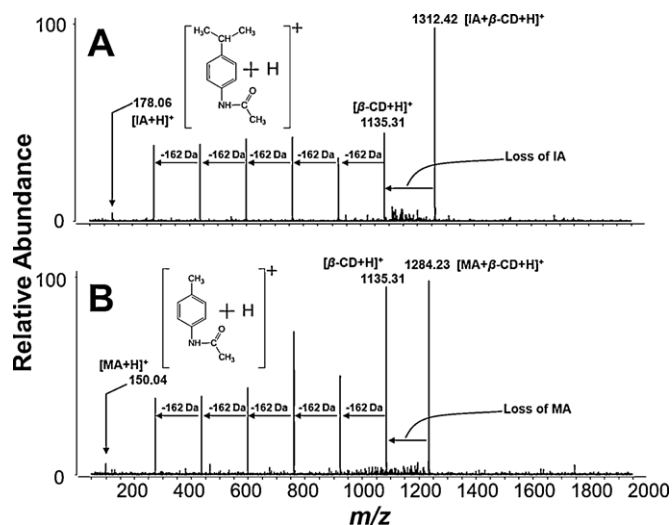 A
100
0
178.06
[IA+H]⁺
CH₃
H₃C
CH
NH
O
CH₃
+ H
+
-162 Da
-162 Da
-162 Da
-162 Da
-162 Da
[β-CD+H]⁺
1135.31
1312.42 [IA+β-CD+H]⁺
Loss of IA
Relative Abundance
B
100
0
[MA+H]⁺
150.04
CH₃
NH
O
CH₃
+ H
+
-162 Da
-162 Da
-162 Da
-162 Da
-162 Da
[β-CD+H]⁺
1135.31
1284.23 [MA+β-CD+H]⁺
Loss of MA
200 400 600 800 1000 1200 1400 1600 1800 2000
m/z